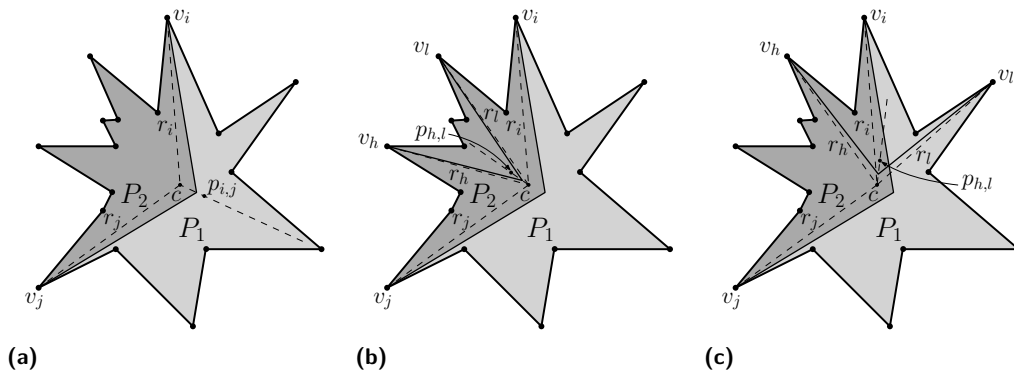 v_i
r_i
P_2
c
p_{i,j}
r_j
P_1
v_j
(a)
v_i
v_l
r_l
r_i
p_{h,l}
v_h
r_h
P_2
c
r_j
P_1
v_j
(b)
v_i
v_h
v_l
r_i
r_h
r_l
p_{h,l}
P_2
c
r_j
P_1
v_j
(c)